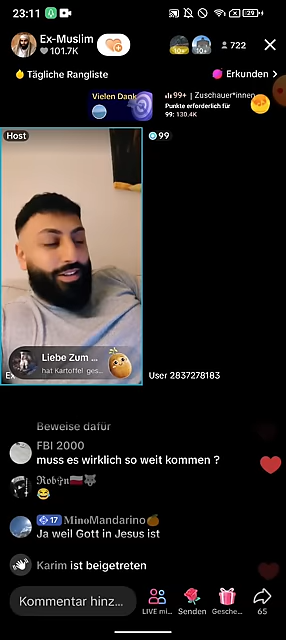 23:11
29
Ex-Muslim
101.7K
722
Tägliche Rangliste
Erkunden >
Vielen Dank
99+ | Zuschauer*innen
Punkte erforderlich für
99: 130.4K
Host
99
Liebe Zum ...
hat Kartoffel ges...
User 2837278183
Beweise dafür
FBI 2000
muss es wirklich so weit kommen ?
😂
17 MinoMandarino🍊
Ja weil Gott in Jesus ist
Karim ist beigetreten
Kommentar hinz...
LIVE mi...
Senden
Gesche...
65